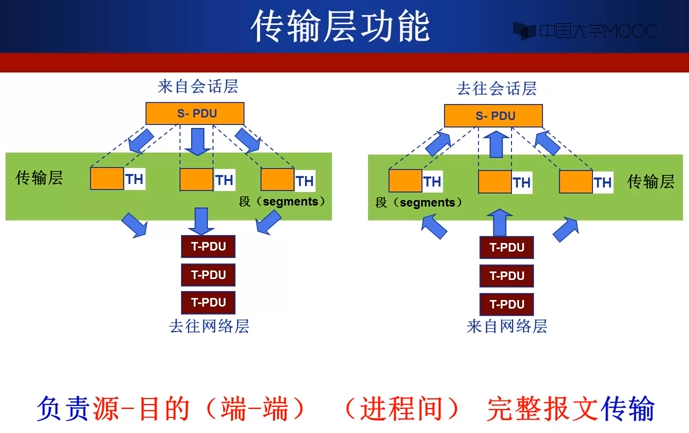 传输层功能
中国大学MOOC
来自会话层
S- PDU
传输层
TH
TH
TH
段（segments）
T-PDU
T-PDU
T-PDU
去往网络层
去往会话层
S- PDU
TH
TH
TH
传输层
段（segments）
T-PDU
T-PDU
T-PDU
来自网络层
负责源-目的（端-端） （进程间） 完整报文传输